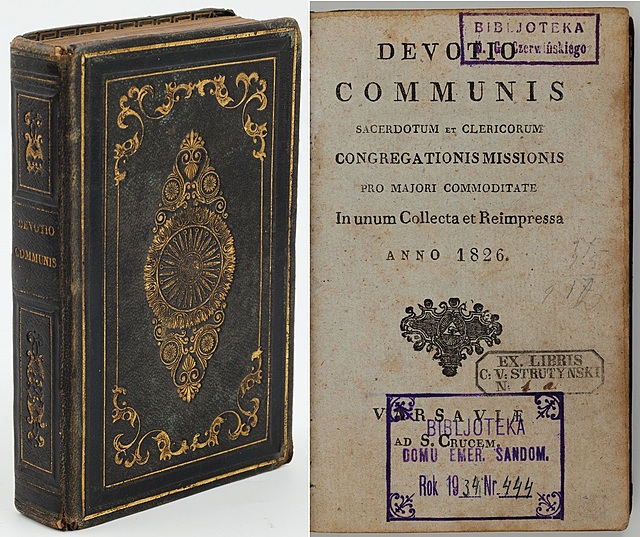 DEVOTIO
COMMUNIS
BIBLJOTEKA
Czerwińskiego
DEVOTIO
COMMUNIS
SACERDOTUM ET CLERICORUM
CONGREGATIONIS MISSIONIS
PRO MAJORI COMMODITATE
In unum Collecta et Reimpressa
ANNO 1826.
EX. LIBRIS
C: V: STRUTYNSKI
N:
VARSAVIÆ
AD S. CRUCEM.
BIBLJOTEKA
DOMU EMER. SANDOM.
Rok 1934 Nr. 444